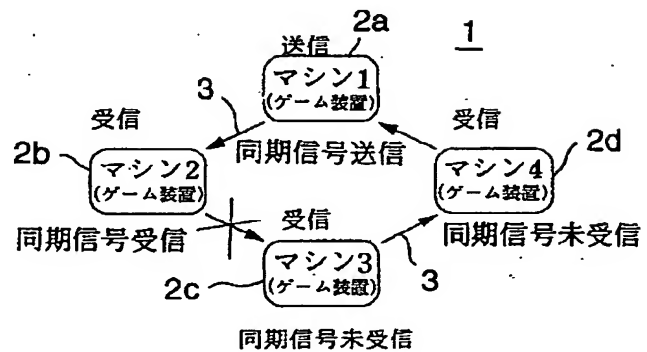 2a
1
送信
マシン1
(ゲーム装置)
3
受信
受信
2b
マシン2
(ゲーム装置)
同期信号送信
マシン4
(ゲーム装置)
2d
同期信号受信
受信
同期信号未受信
マシン3
(ゲーム装置)
2c
3
同期信号未受信